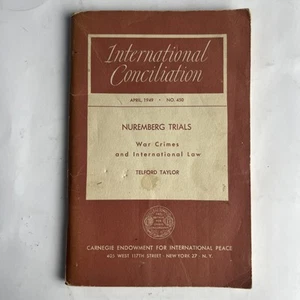 International
Conciliation
APRIL, 1949 • NO. 450
NUREMBERG TRIALS
War Crimes
and International Law
TELFORD TAYLOR
CARNEGIE ENDOWMENT FOR INTERNATIONAL PEACE
405 WEST 117TH STREET · NEW YORK 27 · N. Y.